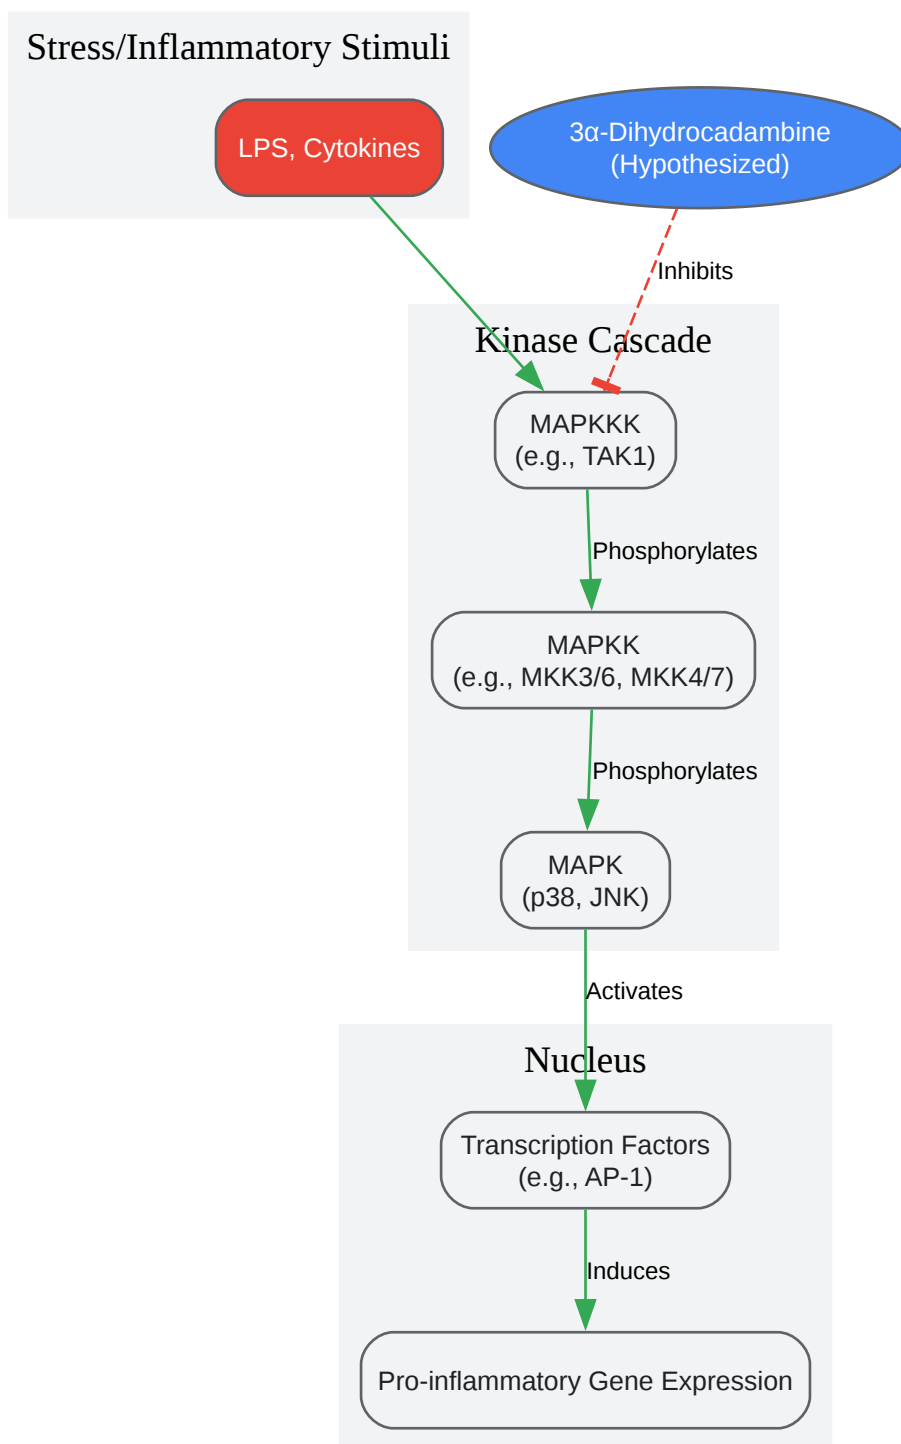 Stress/Inflammatory Stimuli
LPS, Cytokines
3α-Dihydrocadambine
(Hypothesized)
Inhibits
Kinase Cascade
MAPKKK
(e.g., TAK1)
Phosphorylates
MAPKK
(e.g., MKK3/6, MKK4/7)
Phosphorylates
MAPK
(p38, JNK)
Activates
Nucleus
Transcription Factors
(e.g., AP-1)
Induces
Pro-inflammatory Gene Expression